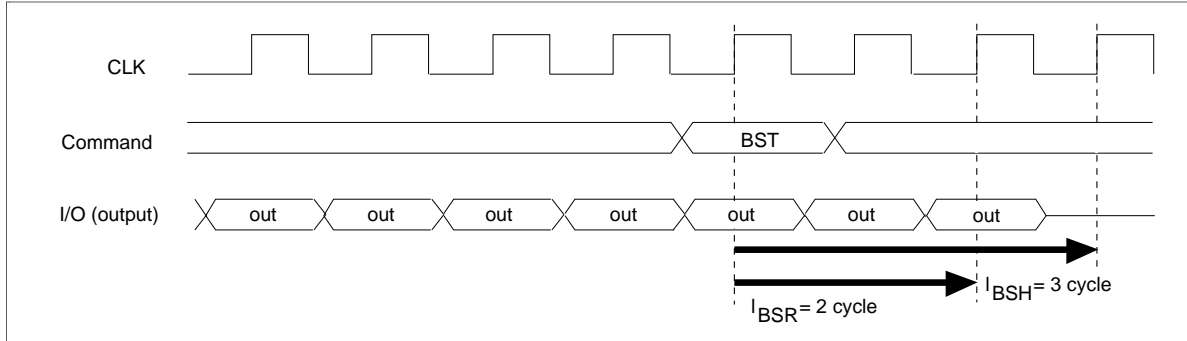 CLK
Command
BST
I/O (output)
out out out out out out out
lBSH = 3 cycle
lBSR = 2 cycle